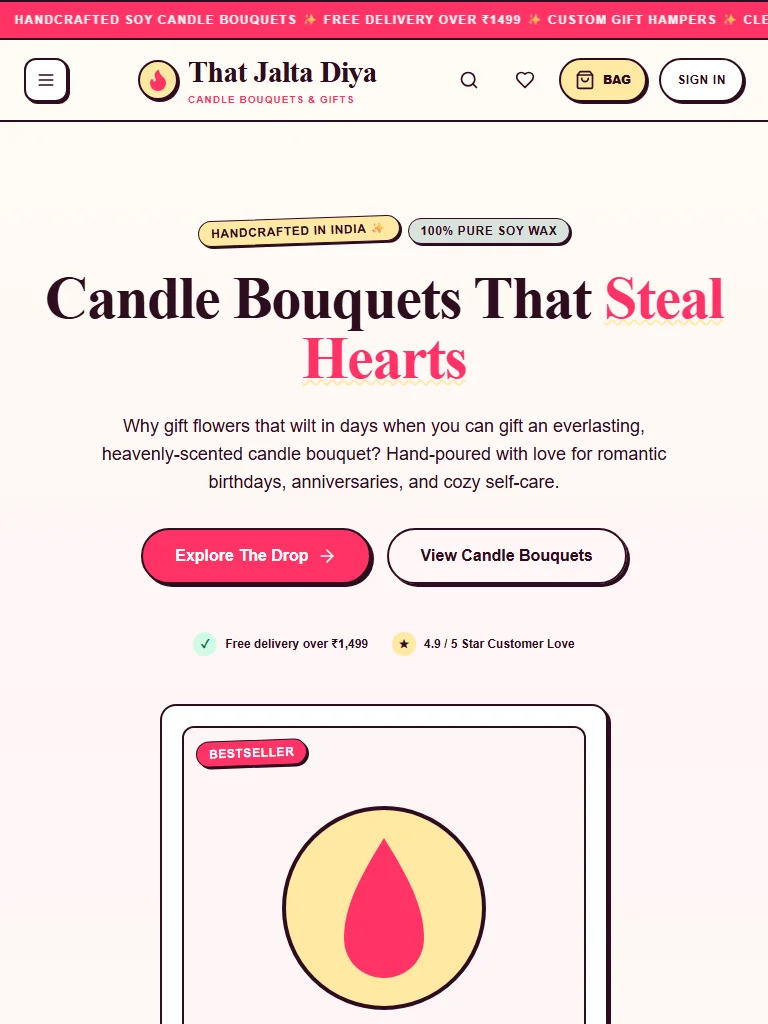 HANDCRAFTED SOY CANDLE BOUQUETS ✨ FREE DELIVERY OVER ₹1499 ✨ CUSTOM GIFT HAMPERS ✨
That Jalta Diya
CANDLE BOUQUETS & GIFTS
BAG
SIGN IN
HANDCRAFTED IN INDIA ✨
100% PURE SOY WAX
Candle Bouquets That Steal
Hearts
Why gift flowers that wilt in days when you can gift an everlasting,
heavenly-scented candle bouquet? Hand-poured with love for romantic
birthdays, anniversaries, and cozy self-care.
Explore The Drop →
View Candle Bouquets
✓ Free delivery over ₹1,499
★ 4.9 / 5 Star Customer Love
BESTSELLER